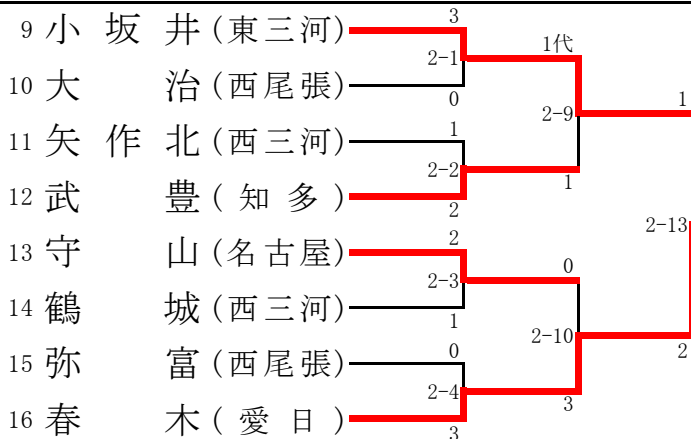 9 小坂井 (東三河) 3
2-1 1代
10 大治 (西尾張) 0
2-9 1
11 矢作北 (西三河) 1
2-2
12 武豊 (知多) 2 1
2-13
13 守山 (名古屋) 2
2-3 0
14 鶴城 (西三河) 1
2-10 2
15 弥富 (西尾張) 0
2-4 3
16 春木 (愛日) 3